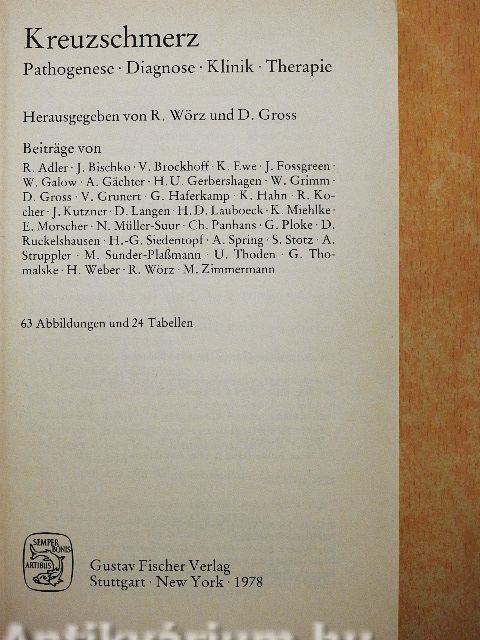 Kreuzschmerz
Pathogenese · Diagnose · Klinik · Therapie
Herausgegeben von R. Wörz und D. Gross
Beiträge von
R. Adler · J. Bischko · V. Brockhoff · K. Ewe · J. Fossgreen ·
W. Galow · A. Gächter · H. U. Gerbershagen · W. Grimm ·
D. Gross · V. Grunert · G. Haferkamp · K. Hahn · R. Ko-
cher · J. Kutzner · D. Langen · H. D. Lauboeck · K. Miehlke ·
E. Morscher · N. Müller-Suur · Ch. Panhans · G. Ploke · D.
Ruckelshausen · H.-G. Siedentopf · A. Spring · S. Stotz · A.
Struppler · M. Sunder-Plaßmann · U. Thoden · G. Tho-
malske · H. Weber · R. Wörz · M. Zimmermann
63 Abbildungen und 24 Tabellen
SEMPER
BONIS
ARTIBUS
Gustav Fischer Verlag
Stuttgart · New York · 1978
Antikvárium.hu